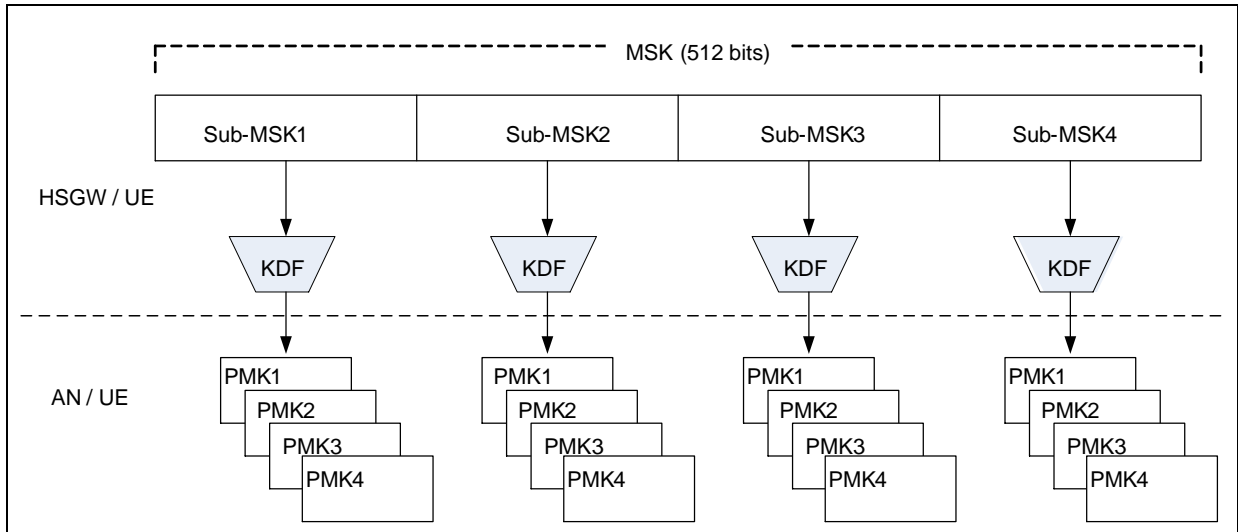 MSK (512 bits)
Sub-MSK1 Sub-MSK2 Sub-MSK3 Sub-MSK4
HSGW / UE
KDF KDF KDF KDF
AN / UE
PMK1 PMK1 PMK1 PMK1
PMK2 PMK2 PMK2 PMK2
PMK3 PMK3 PMK3 PMK3
PMK4 PMK4 PMK4 PMK4